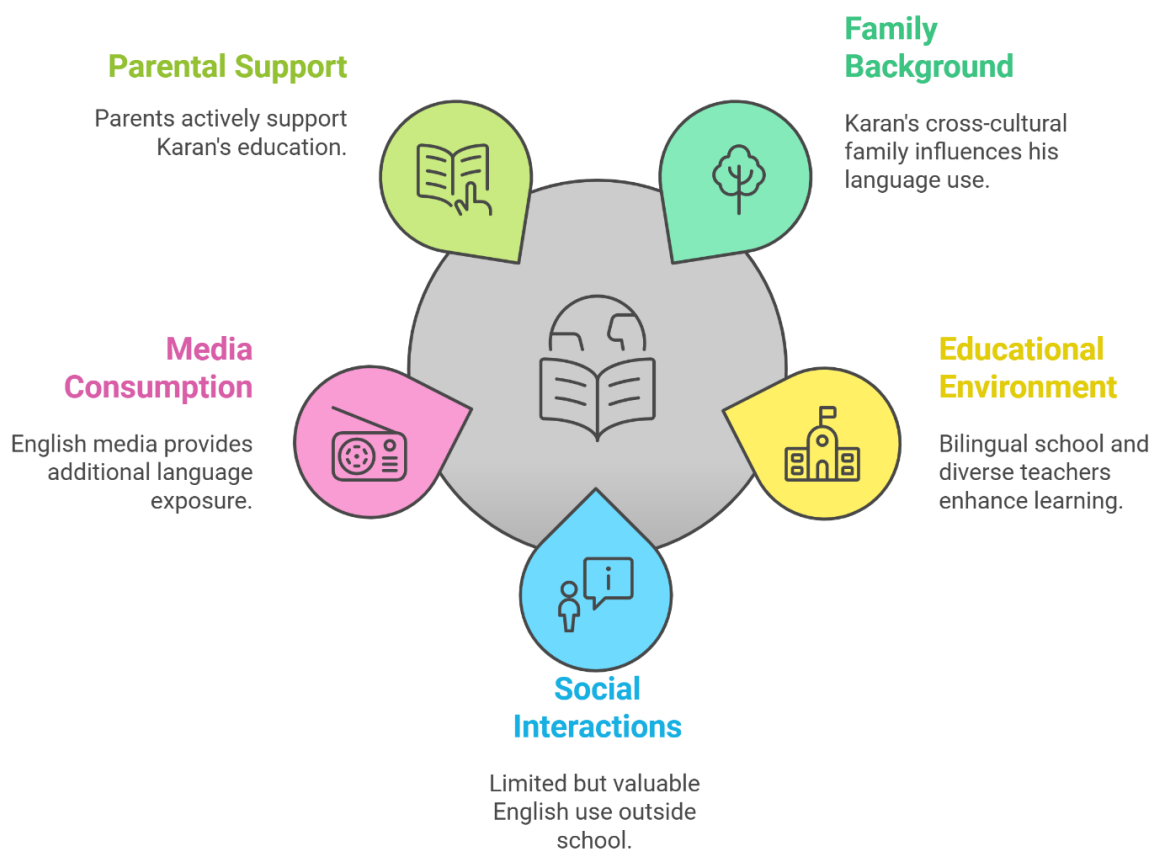 Parental Support
Parents actively support
Karan's education.
Family
Background
Karan's cross-cultural
family influences his
language use.
Media
Consumption
English media provides
additional language
exposure.
Educational
Environment
Bilingual school and
diverse teachers
enhance learning.
i
Social
Interactions
Limited but valuable
English use outside
school.